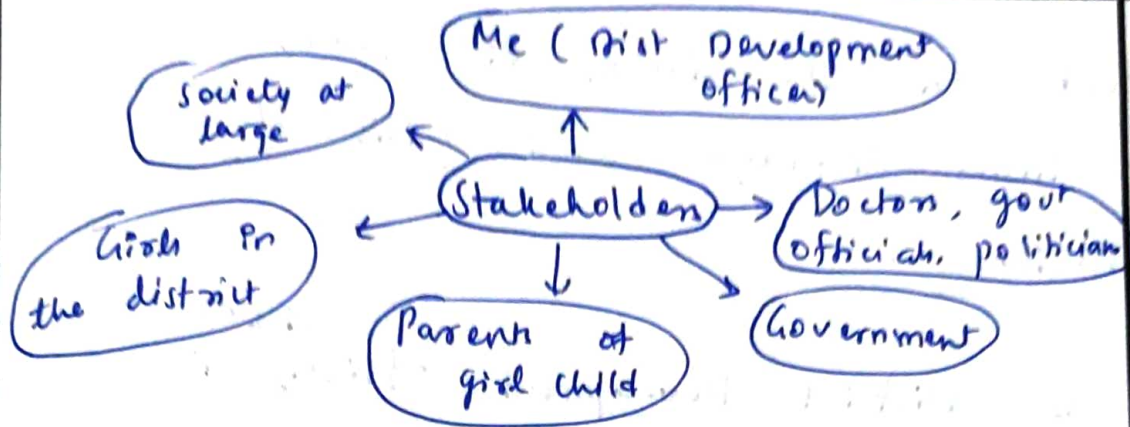 Me (Dist Development
Officer)
Society at
large
Stakeholders
Doctors, govt
officials, politicians
Girls in
the district
Government
Parents of
girl child